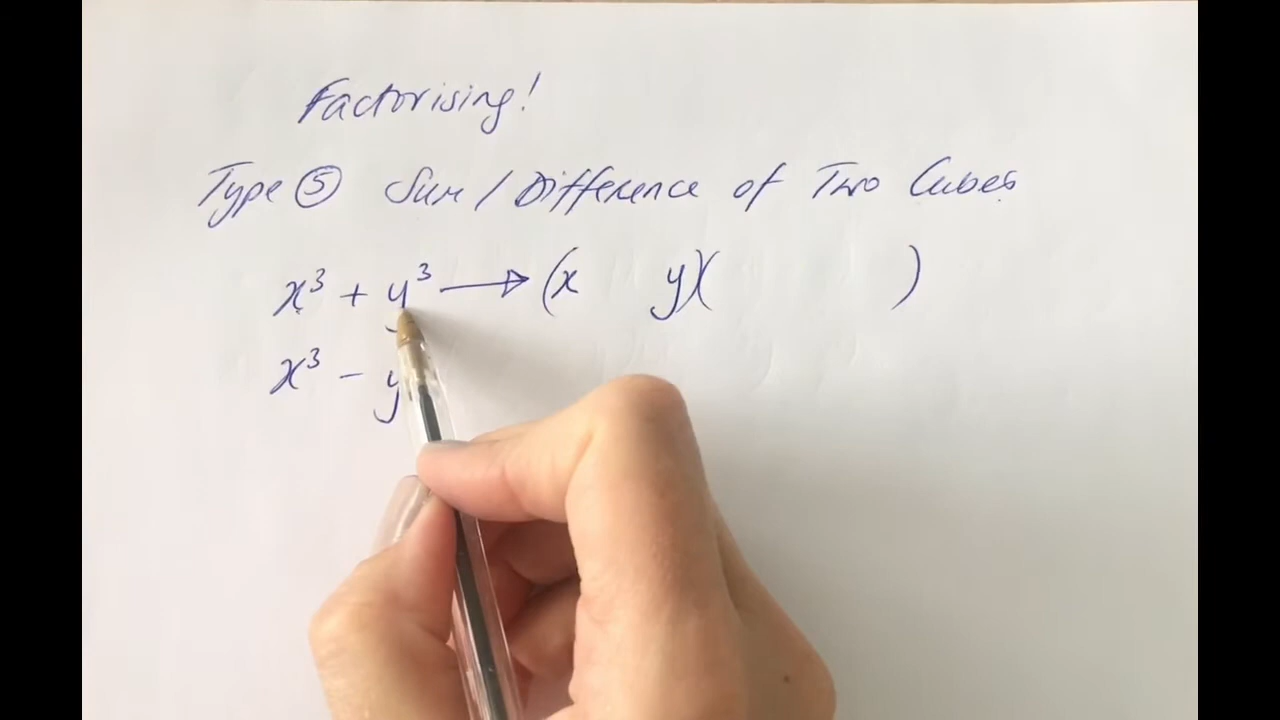 Factorising!
Type ⑤ Sum/Difference of Two Cubes
x³ + y³ → (x y)( )
x³ - y